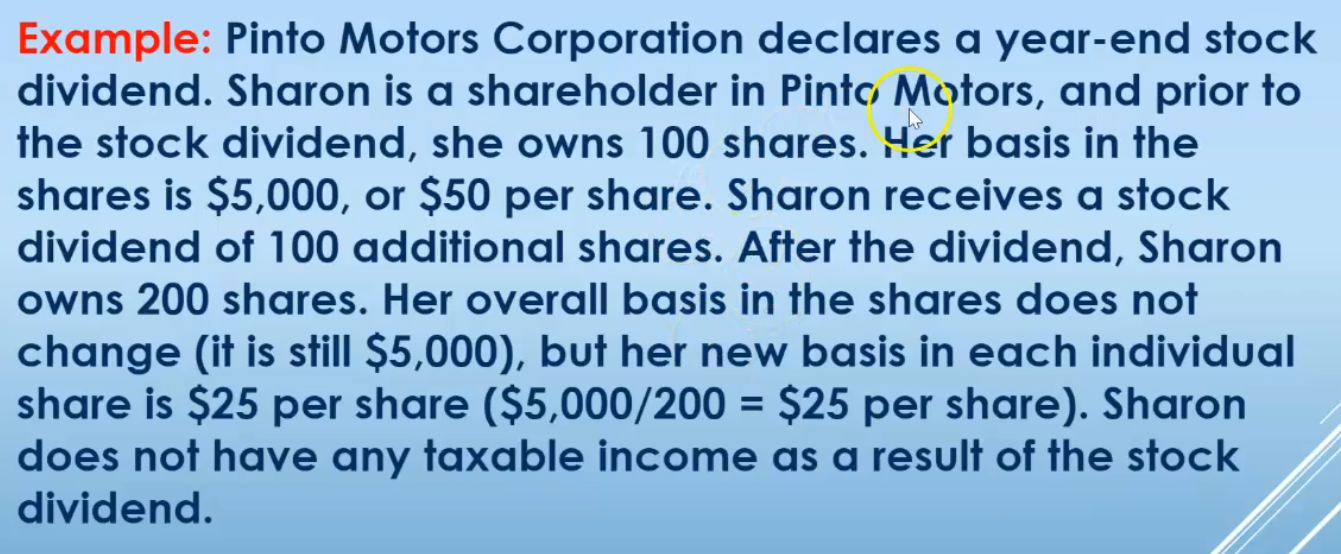 Example: Pinto Motors Corporation declares a year-end stock
dividend. Sharon is a shareholder in Pinto Motors, and prior to
the stock dividend, she owns 100 shares. Her basis in the
shares is $5,000, or $50 per share. Sharon receives a stock
dividend of 100 additional shares. After the dividend, Sharon
owns 200 shares. Her overall basis in the shares does not
change (it is still $5,000), but her new basis in each individual
share is $25 per share ($5,000/200 = $25 per share). Sharon
does not have any taxable income as a result of the stock
dividend.